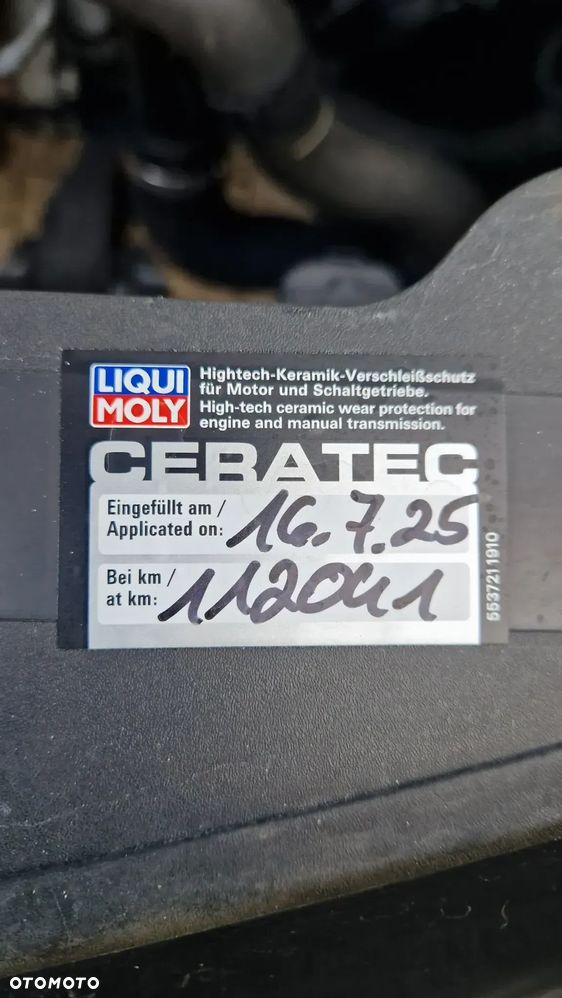 LIQUI
MOLY
Hightech-Keramik-Verschleißschutz
für Motor und Schaltgetriebe.
High-tech ceramic wear protection for
engine and manual transmission.
CERATEC
Eingefüllt am /
Applicated on: 16.7.25
Bei km /
at km: 112041
5537211910
OTOMOTO